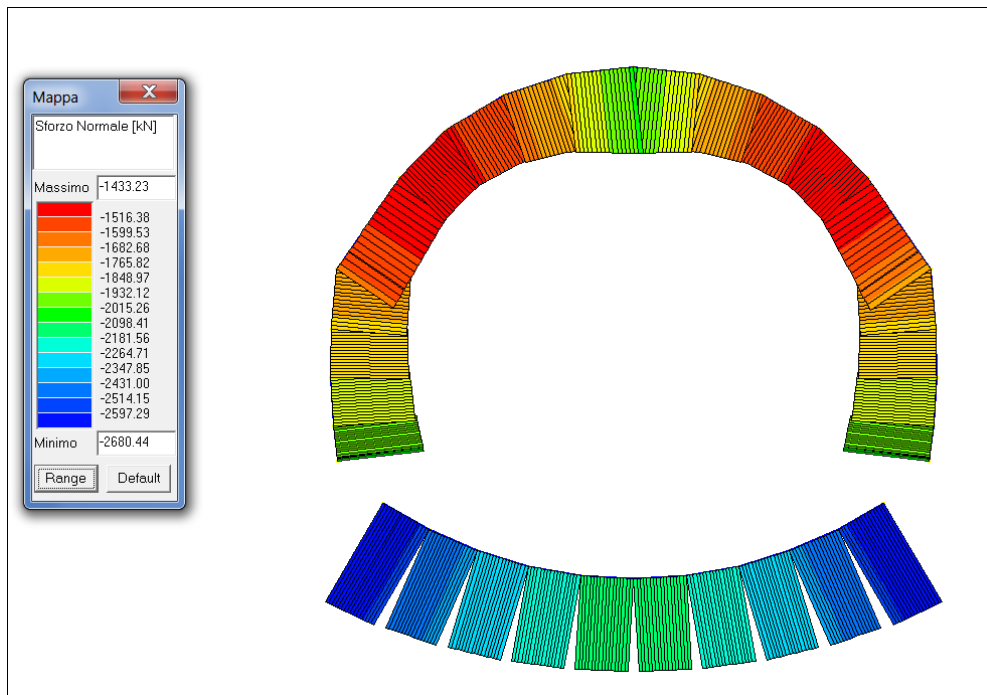 Mappa
Sforzo Normale [kN]
Massimo -1433.23
-1516.38
-1599.53
-1682.68
-1765.82
-1848.97
-1932.12
-2015.26
-2098.41
-2181.56
-2264.71
-2347.85
-2431.00
-2514.15
-2597.29
Minimo -2680.44
Range Default